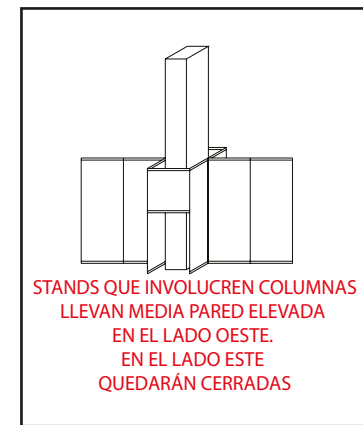 STANDS QUE INVOLUCREN COLUMNAS
LLEVAN MEDIA PARED ELEVADA
EN EL LADO OESTE.
EN EL LADO ESTE
QUEDARÁN CERRADAS